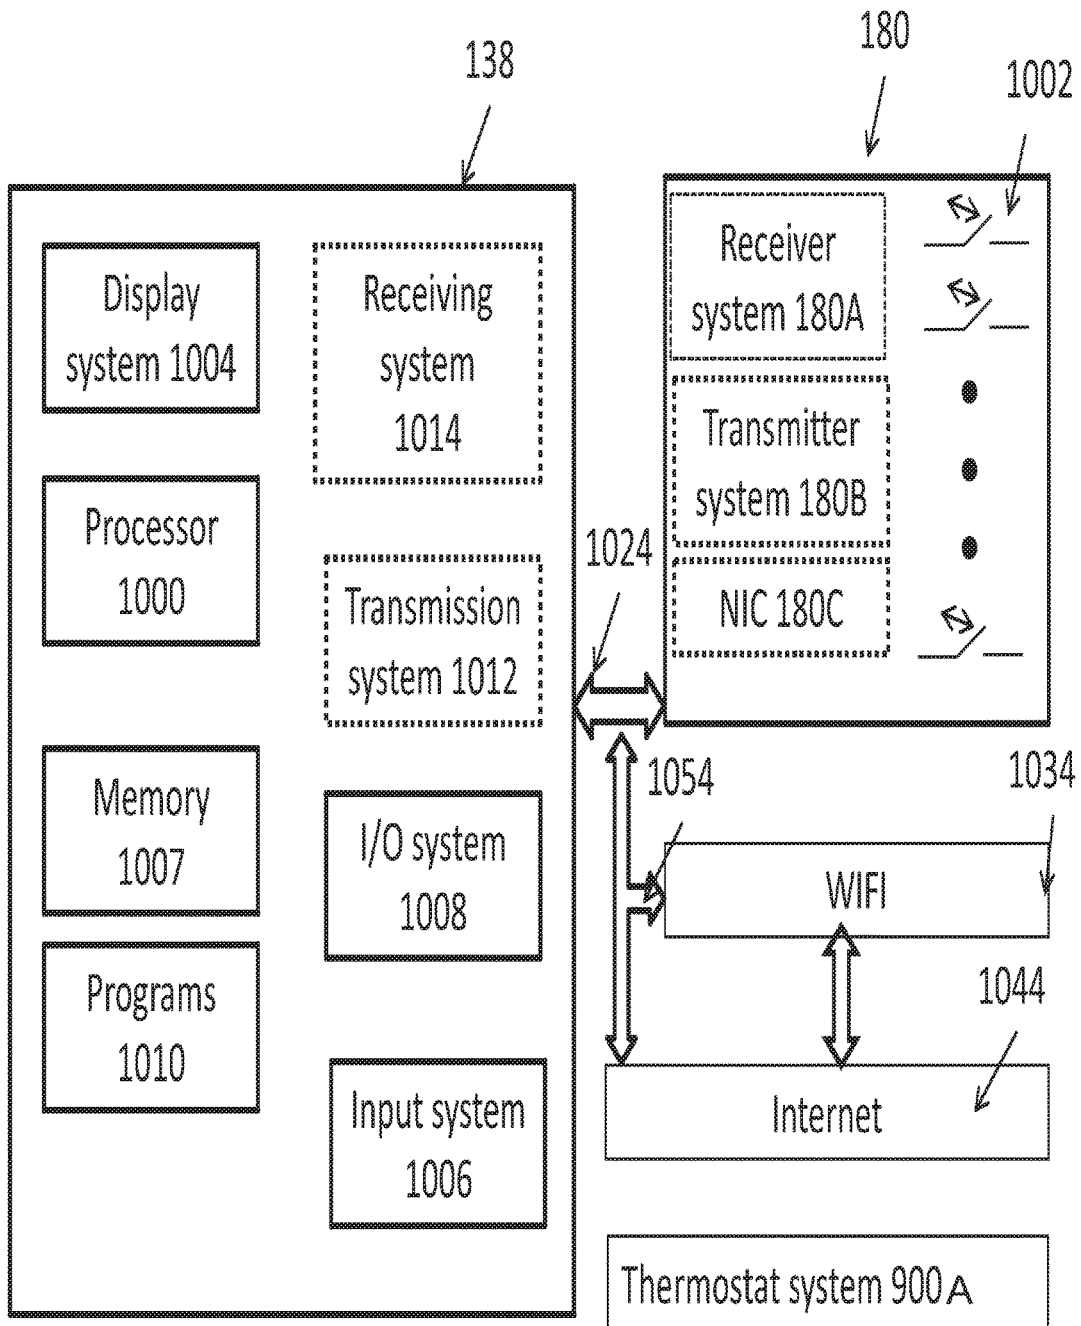 138
180
1002
Display
system 1004
Receiving
system
1014
Processor
1000
Transmission
system 1012
Memory
1007
I/O system
1008
Programs
1010
Input system
1006
Receiver
system 180A
Transmitter
system 180B
NIC 180C
1024
1054
1034
WIFI
1044
Internet
Thermostat system 900A